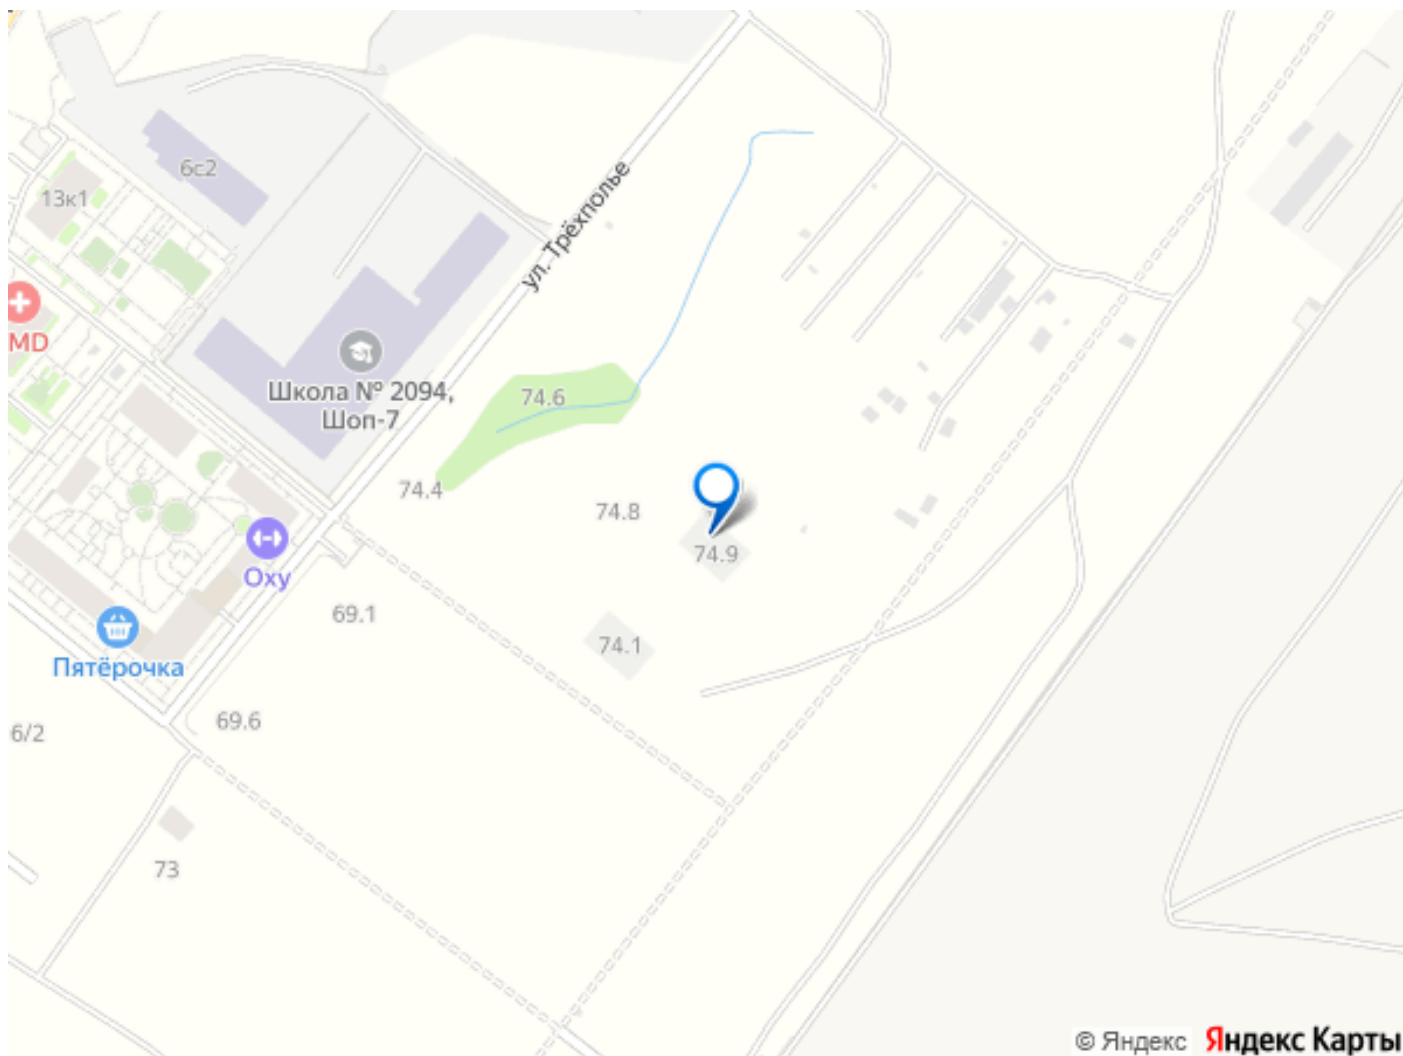 6с2
13к1
ул. Трёхполье
MD
Школа № 2094,
Шоп-7
74.6
74.4
74.8
74.9
Oxy
69.1
74.1
Пятёрочка
69.6
6/2
73
© Яндекс Яндекс Карты